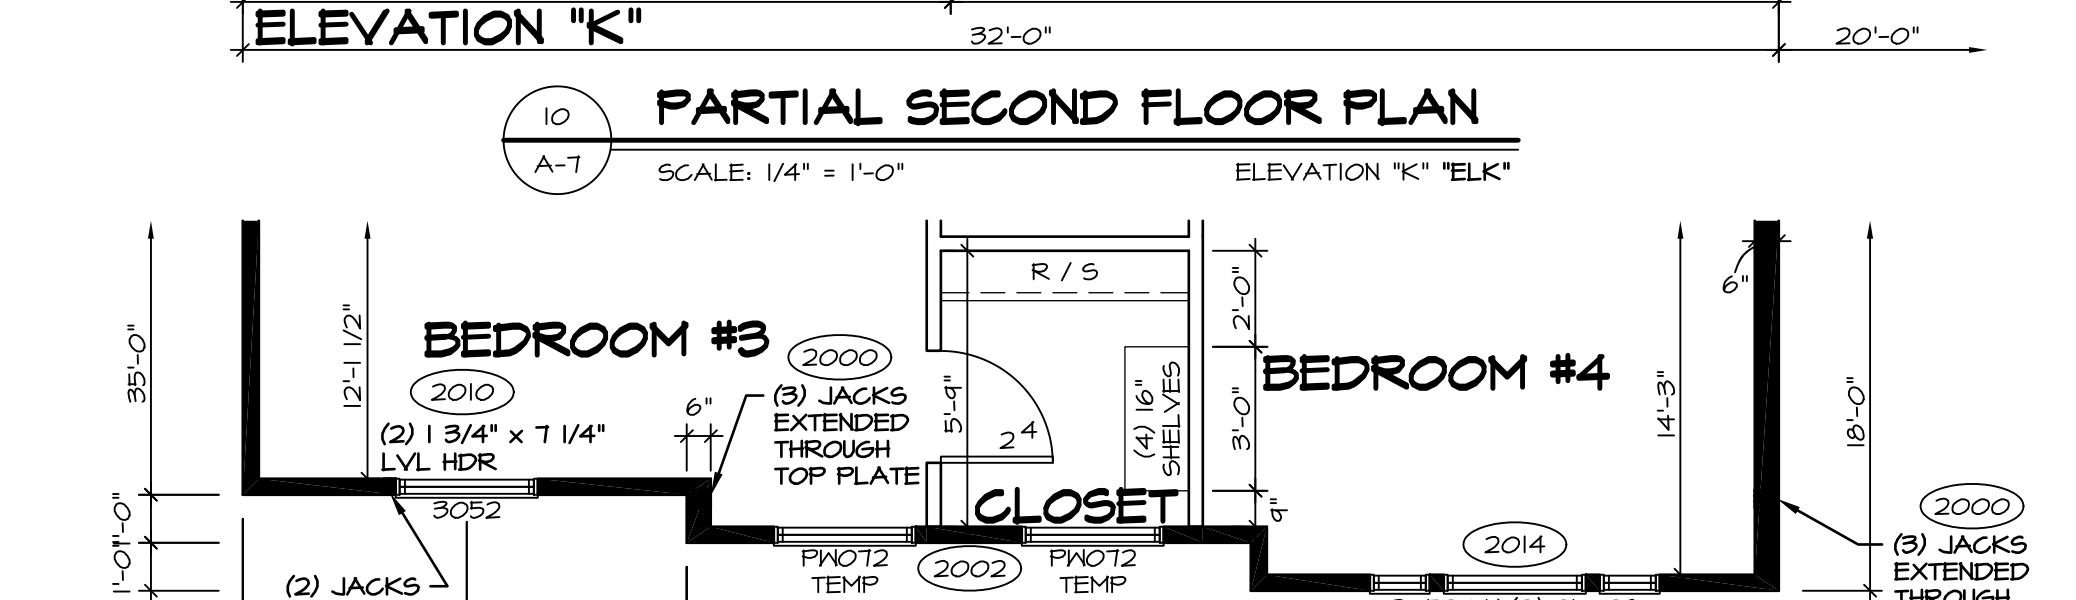 ELEVATION "K"
32'-0"
20'-0"
10
A-7
PARTIAL SECOND FLOOR PLAN
SCALE: 1/4" = 1'-0"
ELEVATION "K" "ELK"
35'-0"
12'-11 1/2"
BEDROOM #3
2010
(2) 1 3/4" x 7 1/4"
LVL HDR
3052
6"
2000
(3) JACKS
EXTENDED
THROUGH
TOP PLATE
R / S
5'-9"
2 4
(4) 16"
SHELVES
CLOSET
2'-0"
3'-0"
9"
BEDROOM #4
14'-3"
6"
18'-0"
1'-0"
1'-0"
(2) JACKS
PW072
TEMP
2002
PW072
TEMP
2014
2000
(3) JACKS
EXTENDED
THROUGH